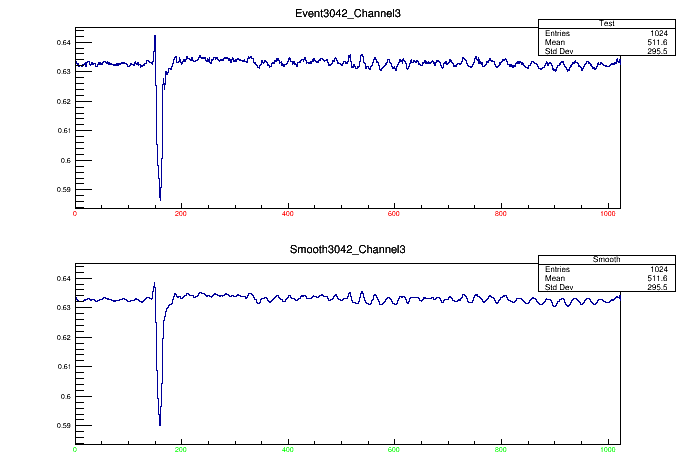 Event3042_Channel3
Test
Entries 1024
Mean 511.6
Std Dev 295.5
0.64
0.63
0.62
0.61
0.6
0.59
0 200 400 600 800 1000
Smooth3042_Channel3
Smooth
Entries 1024
Mean 511.6
Std Dev 295.5
0.64
0.63
0.62
0.61
0.6
0.59
0 200 400 600 800 1000